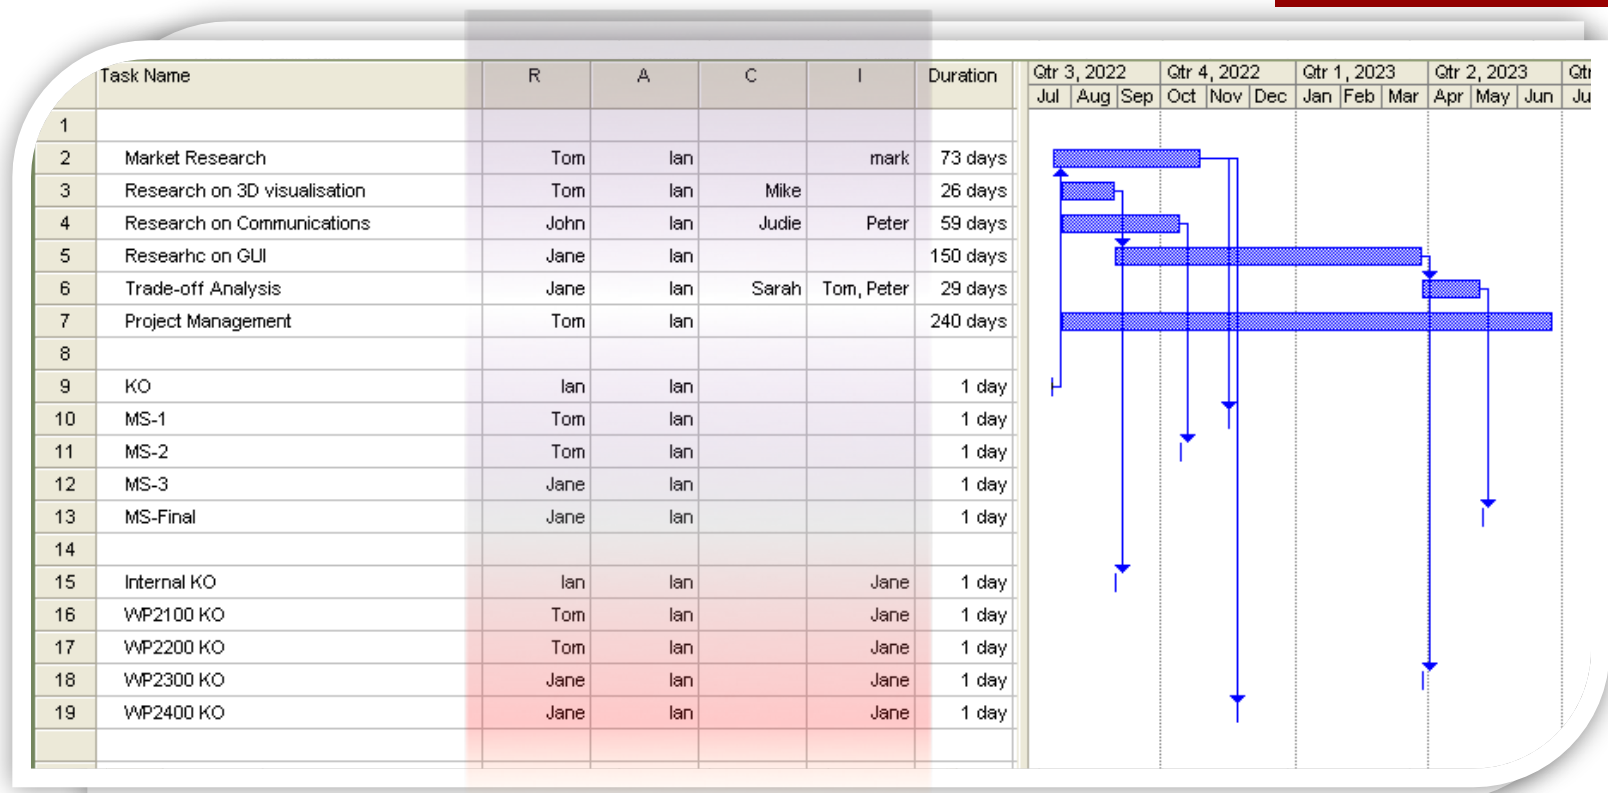 Task Name R A C I Duration Qtr 3, 2022 Qtr 4, 2022 Qtr 1, 2023 Qtr 2, 2023 Qtr
Jul Aug Sep Oct Nov Dec Jan Feb Mar Apr May Jun Ju
1
2 Market Research Tom Ian mark 73 days
3 Research on 3D visualisation Tom Ian Mike 26 days
4 Research on Communications John Ian Judie Peter 59 days
5 Researhc on GUI Jane Ian 150 days
6 Trade-off Analysis Jane Ian Sarah Tom, Peter 29 days
7 Project Management Tom Ian 240 days
8
9 KO Ian Ian 1 day
10 MS-1 Tom Ian 1 day
11 MS-2 Tom Ian 1 day
12 MS-3 Jane Ian 1 day
13 MS-Final Jane Ian 1 day
14
15 Internal KO Ian Ian Jane 1 day
16 WP2100 KO Tom Ian Jane 1 day
17 WP2200 KO Tom Ian Jane 1 day
18 WP2300 KO Jane Ian Jane 1 day
19 WP2400 KO Jane Ian Jane 1 day